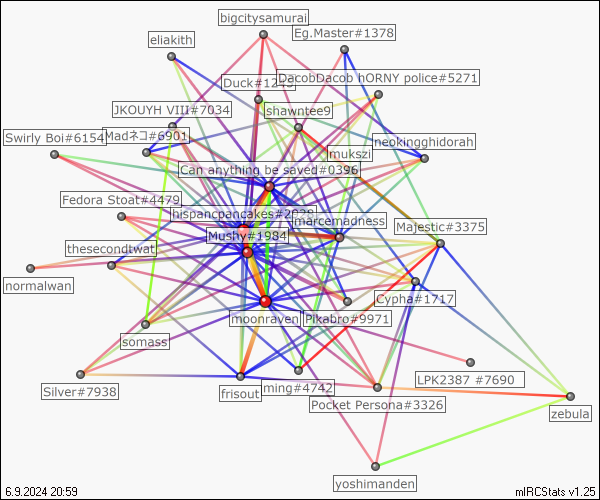 bigcitysamurai
Eg.Master#1378
eliakith
DacobDacob hORNY police#5271
JKOUYH VIII#7034
shawntee9
Swirly Boi#6154
Madネコ#6901
neokingghidorah
mukszi
Can anything be saved#0396
Fedora Stoat#4479
hispancpancakes#2028
marcemadness
Majestic#3375
Mushy#1984
thesecondtwat
normalwan
Cypha#1717
moonraven
Pikabro#9971
somass
LPK2387 #7690
Silver#7938
frisout
ming#4742
Pocket Persona#3326
zebula
yoshimanden
6.9.2024 20:59
mIRCStats v1.25